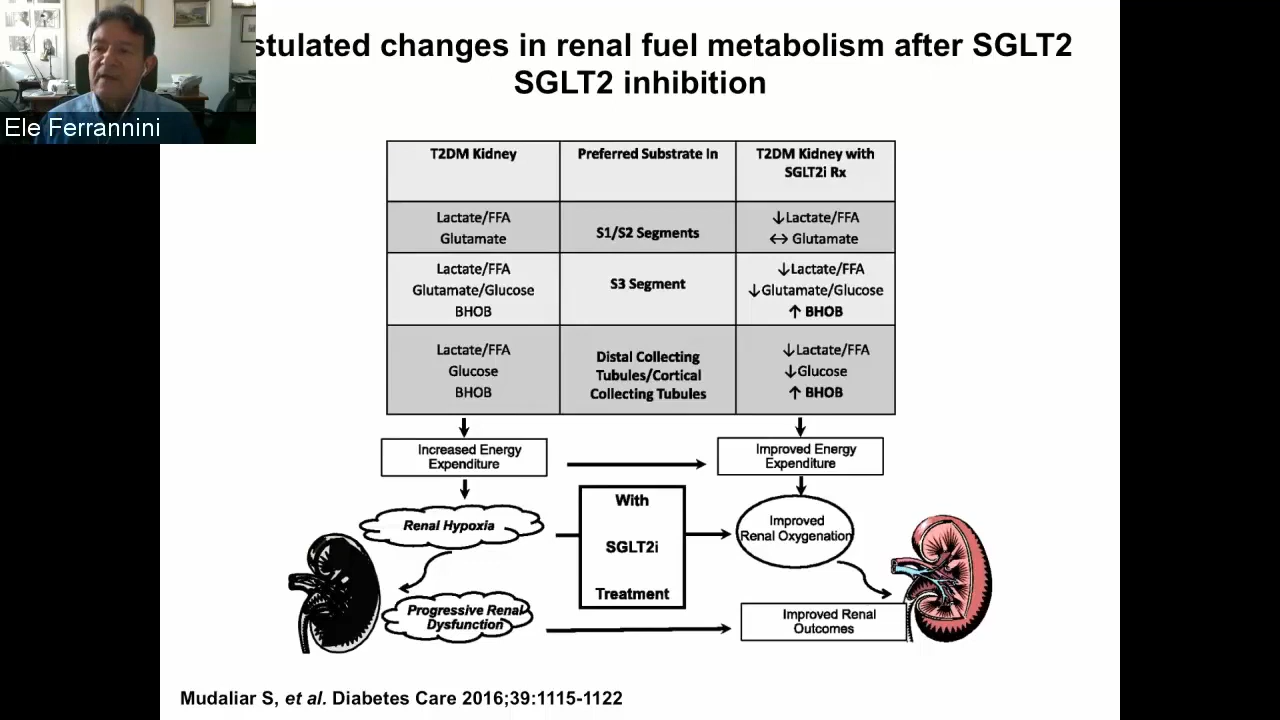 stulated changes in renal fuel metabolism after SGLT2
SGLT2 inhibition
Ele Ferrannini
T2DM Kidney
Preferred Substrate In
T2DM Kidney with
SGLT2i Rx
Lactate/FFA
Glutamate
S1/S2 Segments
↓Lactate/FFA
↔ Glutamate
Lactate/FFA
Glutamate/Glucose
BHOB
S3 Segment
↓Lactate/FFA
↓Glutamate/Glucose
↑ BHOB
Lactate/FFA
Glucose
BHOB
Distal Collecting
Tubules/Cortical
Collecting Tubules
↓Lactate/FFA
↓Glucose
↑ BHOB
Increased Energy
Expenditure
Improved Energy
Expenditure
Renal Hypoxia
With
SGLT2i
Treatment
Improved
Renal Oxygenation
Progressive Renal
Dysfunction
Improved Renal
Outcomes
Mudaliar S, et al. Diabetes Care 2016;39:1115-1122